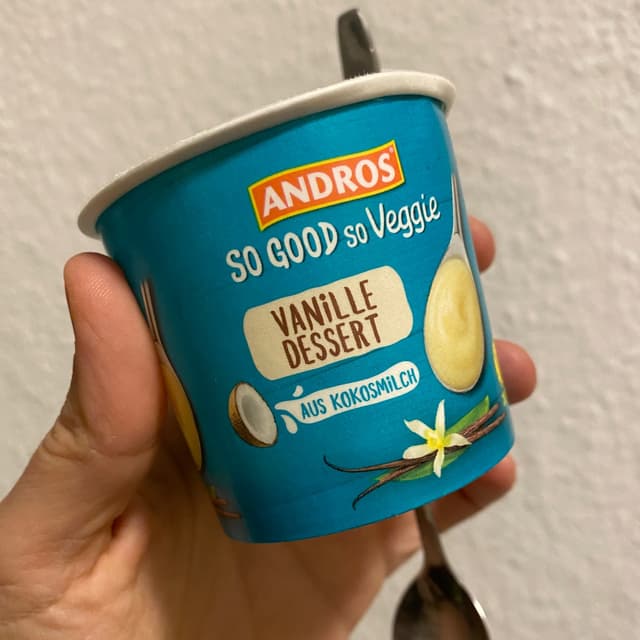 ANDROS
SO GOOD so Veggie
VANiLLE
DESSERT
AUS KOKOSMiLCH